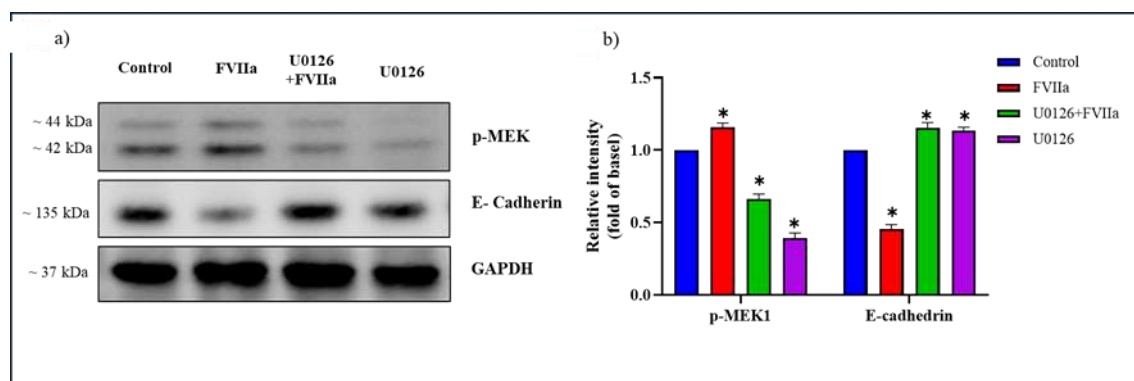 a)
Control FVIIa U0126 +FVIIa U0126
~ 44 kDa
~ 42 kDa
p-MEK
~ 135 kDa
E- Cadherin
~ 37 kDa
GAPDH
b)
Relative intensity
(fold of basel)
1.5
1.0
0.5
0.0
* * * * * *
p-MEK1 E-cadhedrin
Control
FVIIa
U0126+FVIIa
U0126